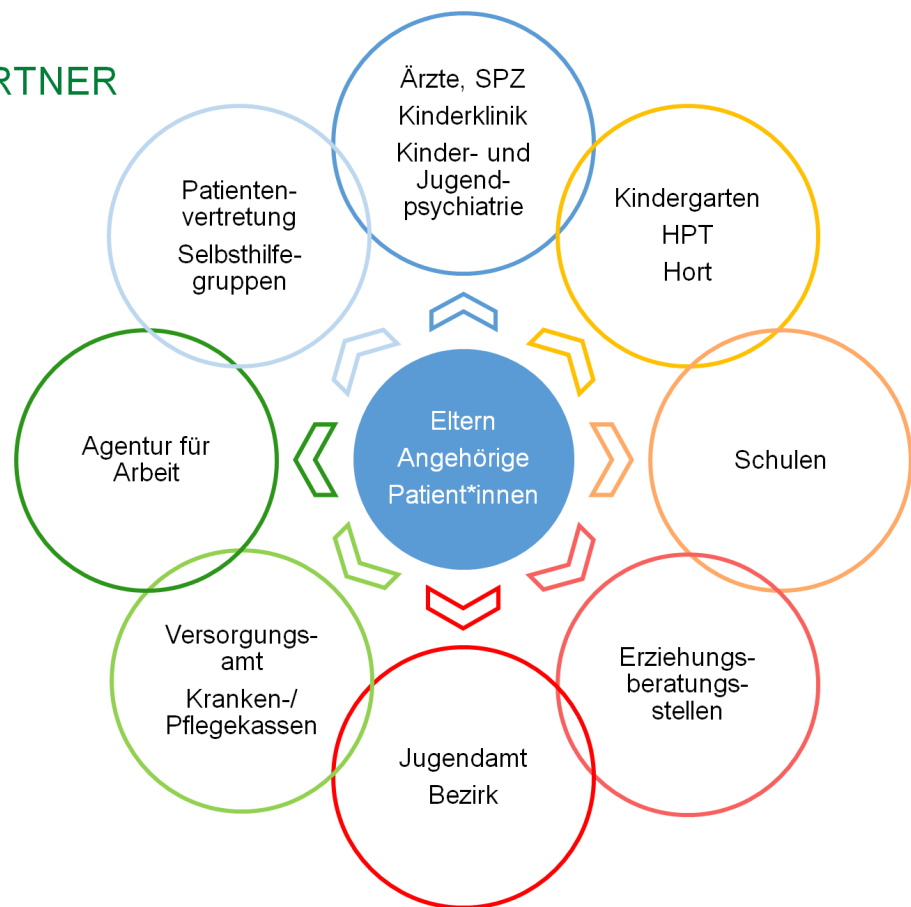 RTNER
Ärzte, SPZ
Kinderklinik
Kinder- und
Jugend-
psychiatrie
Kindergarten
HPT
Hort
Schulen
Erziehungs-
beratungs-
stellen
Jugendamt
Bezirk
Versorgungs-
amt
Kranken-/
Pflegekassen
Agentur für
Arbeit
Patienten-
vertretung
Selbsthilfe-
gruppen
Eltern
Angehörige
Patient*innen